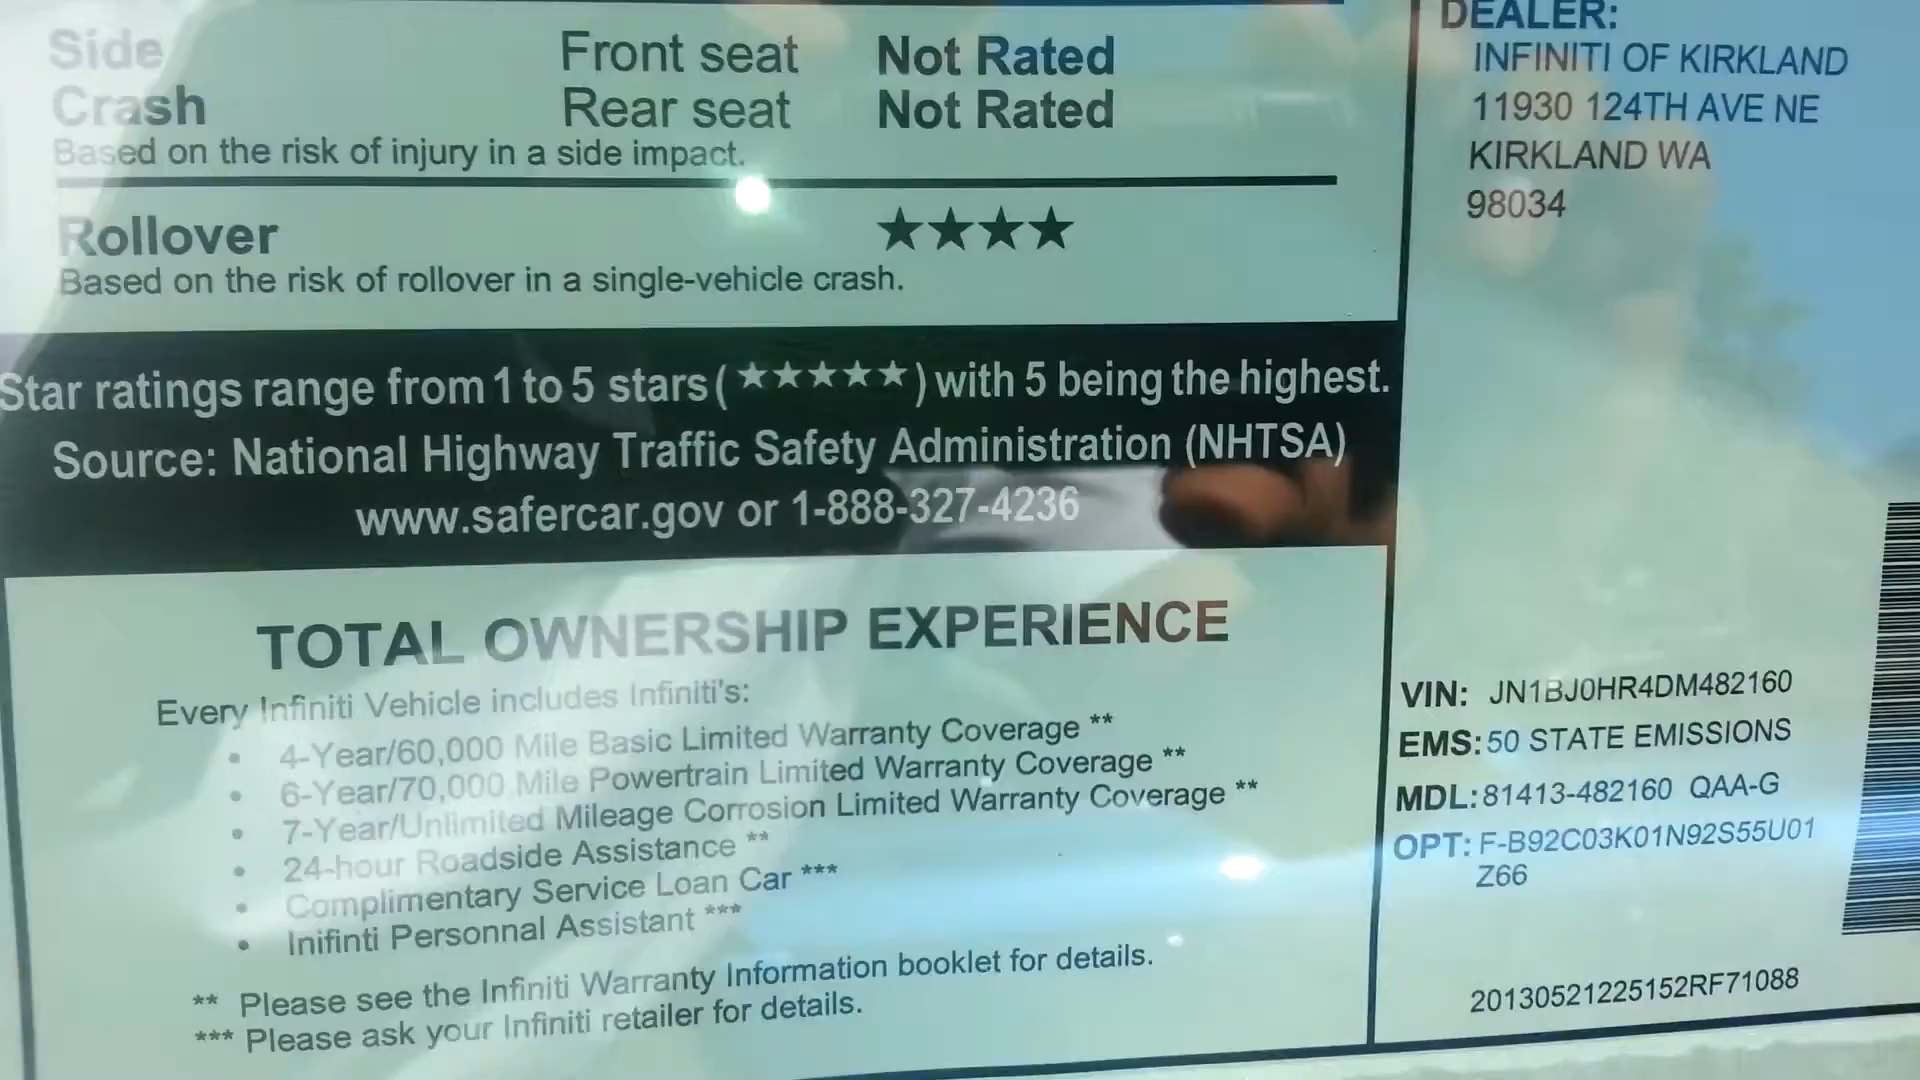 Side Front seat Not Rated
Crash Rear seat Not Rated
Based on the risk of injury in a side impact.
Rollover ★★★★
Based on the risk of rollover in a single-vehicle crash.
Star ratings range from 1 to 5 stars (★★★★★) with 5 being the highest.
Source: National Highway Traffic Safety Administration (NHTSA)
www.safercar.gov or 1-888-327-4236
TOTAL OWNERSHIP EXPERIENCE
Every Infiniti Vehicle includes Infiniti's:
• 4-Year/60,000 Mile Basic Limited Warranty Coverage **
• 6-Year/70,000 Mile Powertrain Limited Warranty Coverage **
• 7-Year/Unlimited Mileage Corrosion Limited Warranty Coverage **
• 24-hour Roadside Assistance **
• Complimentary Service Loan Car ***
• Inifinti Personnal Assistant ***
** Please see the Infiniti Warranty Information booklet for details.
*** Please ask your Infiniti retailer for details.
DEALER:
INFINITI OF KIRKLAND
11930 124TH AVE NE
KIRKLAND WA
98034
VIN: JN1BJ0HR4DM482160
EMS: 50 STATE EMISSIONS
MDL: 81413-482160 QAA-G
OPT: F-B92C03K01N92S55U01
Z66
20130521225152RF71088